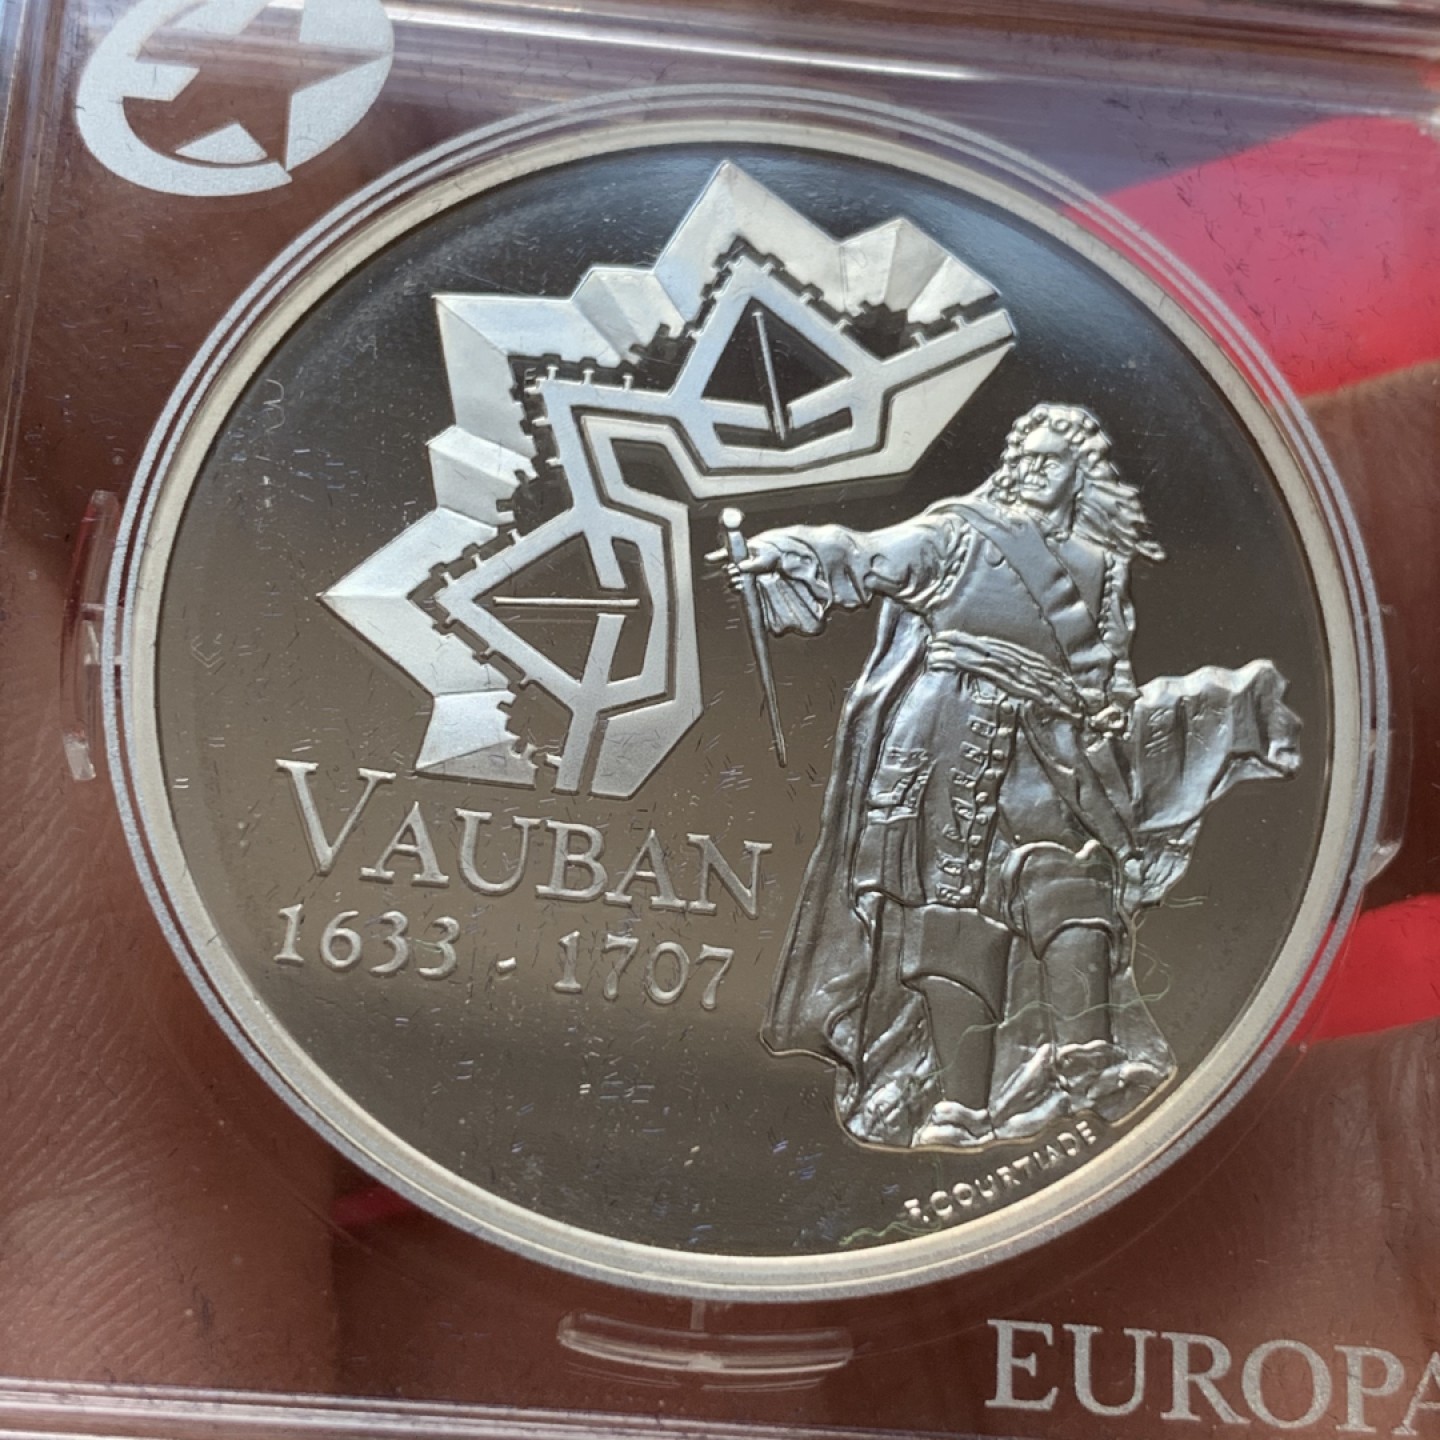 VAUBAN
1633 - 1707
F. COURTIADE
EUROPA